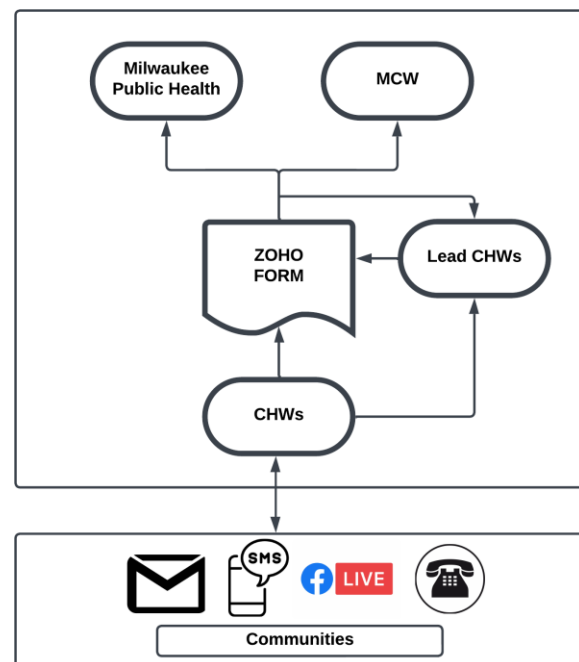 Milwaukee
Public Health
MCW
ZOHO
FORM
Lead CHWs
CHWs
SMS
f LIVE
Communities